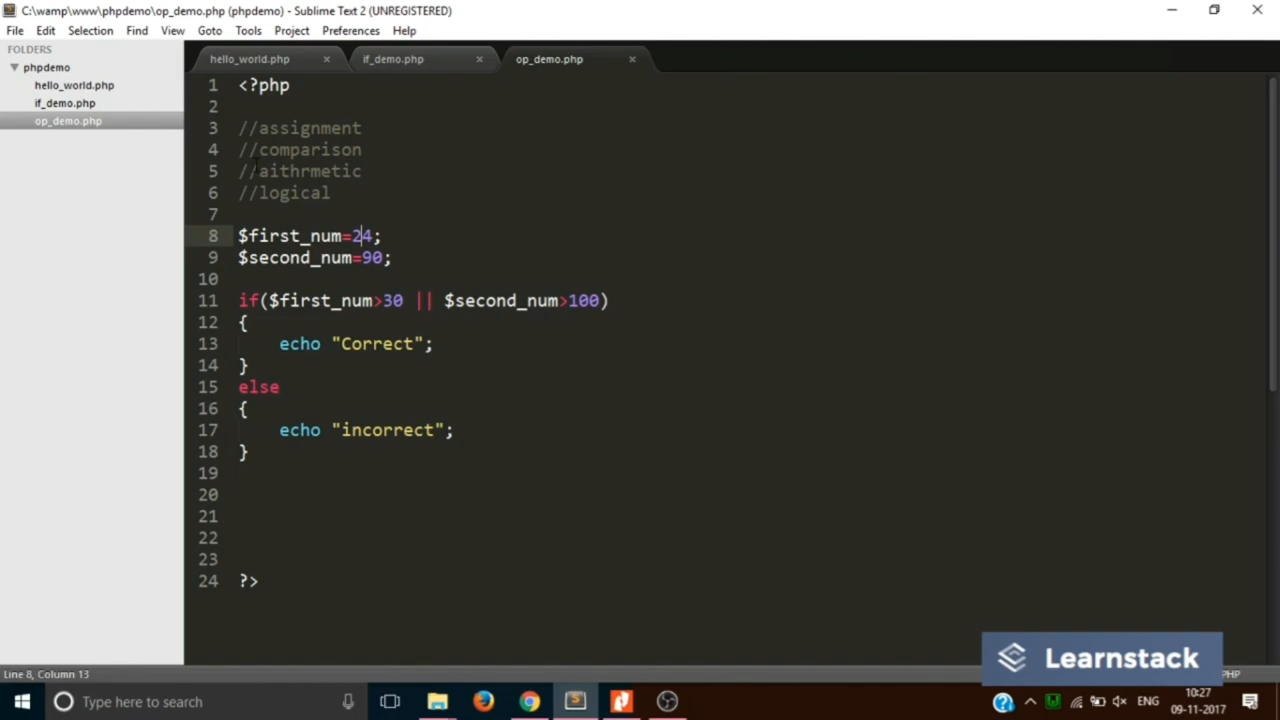 C:\wamp\www\phpdemo\op_demo.php (phpdemo) - Sublime Text 2 (UNREGISTERED)
File Edit Selection Find View Goto Tools Project Preferences Help
FOLDERS
phpdemo
hello_world.php
if_demo.php
op_demo.php
hello_world.php × if_demo.php × op_demo.php ×
1 <?php
2
3 //assignment
4 //comparison
5 //aithrmetic
6 //logical
7
8 $first_num=24;
9 $second_num=90;
10
11 if($first_num>30 || $second_num>100)
12 {
13 echo "Correct";
14 }
15 else
16 {
17 echo "incorrect";
18 }
19
20
21
22
23
24 ?>
Learnstack
Line 8, Column 13
PHP
Type here to search
ENG
10:27
09-11-2017